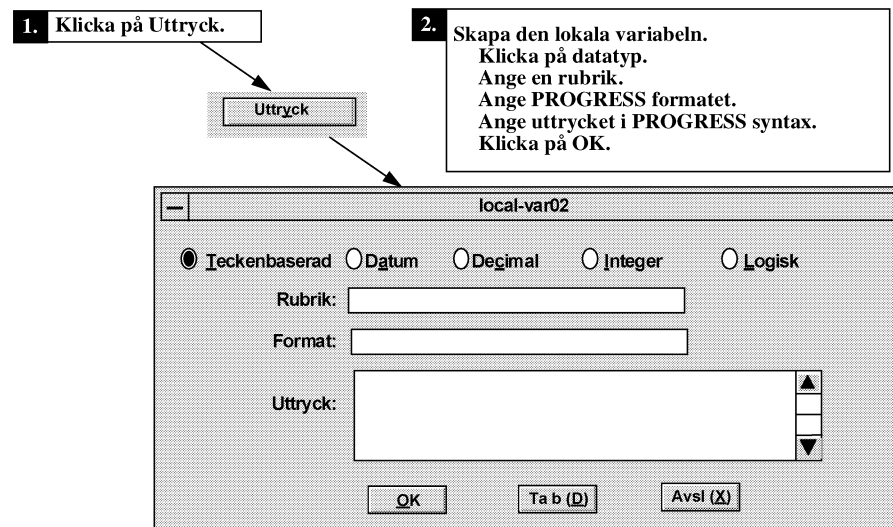 1. Klicka på Uttryck.
2. Skapa den lokala variabeln.
Klicka på datatyp.
Ange en rubrik.
Ange PROGRESS formatet.
Ange uttrycket i PROGRESS syntax.
Klicka på OK.
Uttryck
local-var02
Teckenbaserad Datum Decimal Integer Logisk
Rubrik:
Format:
Uttryck:
OK Ta b (D) Avsl (X)